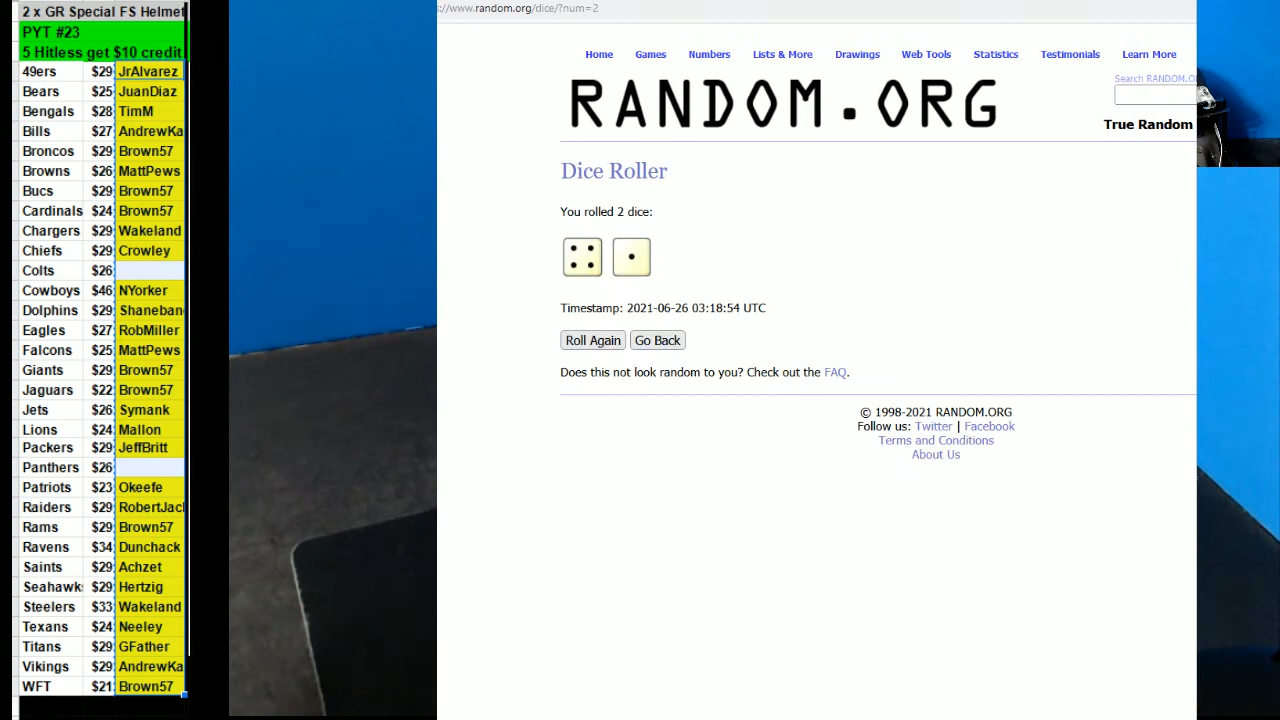 2 x GR Special FS Helmet
PYT #23
5 Hitless get $10 credit
49ers $29 JrAlvarez
Bears $25 JuanDiaz
Bengals $28 TimM
Bills $27 AndrewKa
Broncos $29 Brown57
Browns $26 MattPews
Bucs $29 Brown57
Cardinals $24 Brown57
Chargers $29 Wakeland
Chiefs $29 Crowley
Colts $26
Cowboys $46 NYorker
Dolphins $29 Shaneban
Eagles $27 RobMiller
Falcons $25 MattPews
Giants $29 Brown57
Jaguars $22 Brown57
Jets $26 Symank
Lions $24 Mallon
Packers $29 JeffBritt
Panthers $26
Patriots $23 Okeefe
Raiders $29 RobertJac
Rams $29 Brown57
Ravens $34 Dunchack
Saints $29 Achzet
Seahawk $29 Hertzig
Steelers $33 Wakeland
Texans $24 Neeley
Titans $29 GFather
Vikings $29 AndrewKa
WFT $21 Brown57
://www.random.org/dice/?num=2
Home Games Numbers Lists & More Drawings Web Tools Statistics Testimonials Learn More
RANDOM.ORG
Search RANDOM.O
True Random
Dice Roller
You rolled 2 dice:
Timestamp: 2021-06-26 03:18:54 UTC
Roll Again Go Back
Does this not look random to you? Check out the FAQ.
© 1998-2021 RANDOM.ORG
Follow us: Twitter | Facebook
Terms and Conditions
About Us